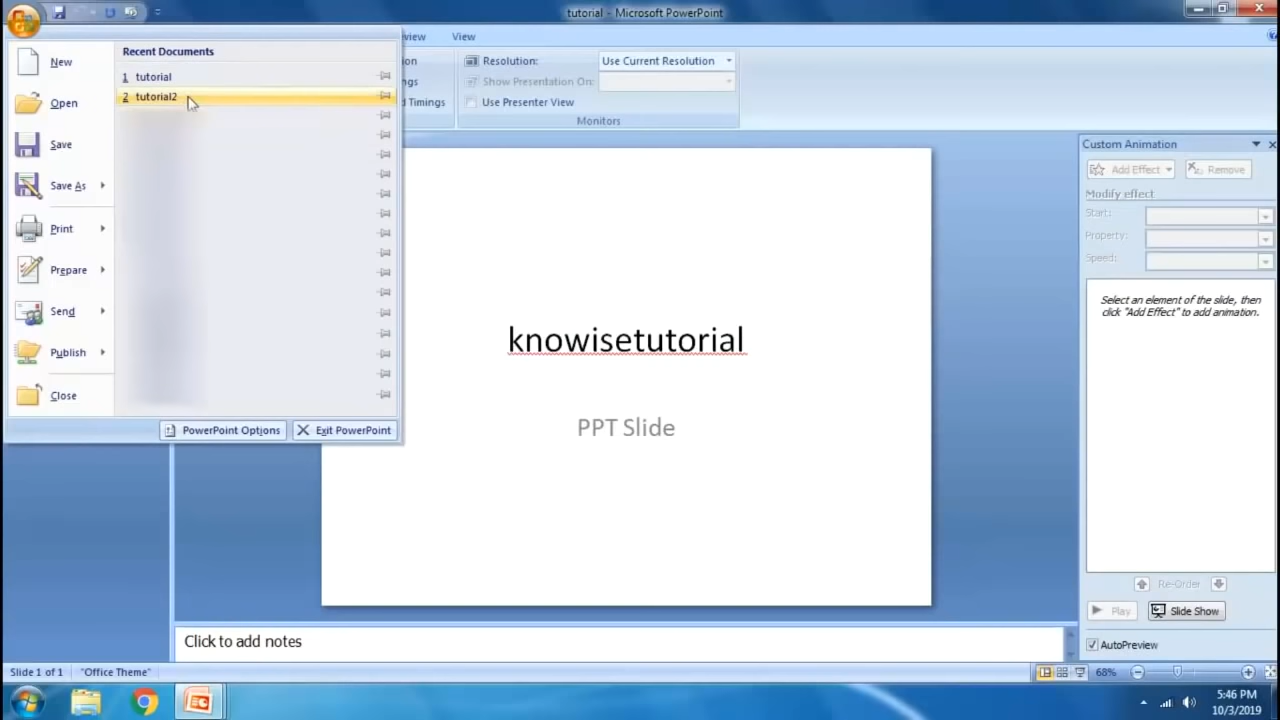 tutorial - Microsoft PowerPoint
View
Resolution:
Use Current Resolution
Show Presentation On:
Use Presenter View
Monitors
New
Open
Save
Save As
Print
Prepare
Send
Publish
Close
Recent Documents
1 tutorial
2 tutorial2
PowerPoint Options
Exit PowerPoint
Timings
knowisetutorial
PPT Slide
Custom Animation
Add Effect
Remove
Modify effect
Start:
Property:
Speed:
Select an element of the slide, then
click "Add Effect" to add animation.
Re-Order
Play
Slide Show
AutoPreview
Click to add notes
Slide 1 of 1
"Office Theme"
68%
5:46 PM
10/3/2019